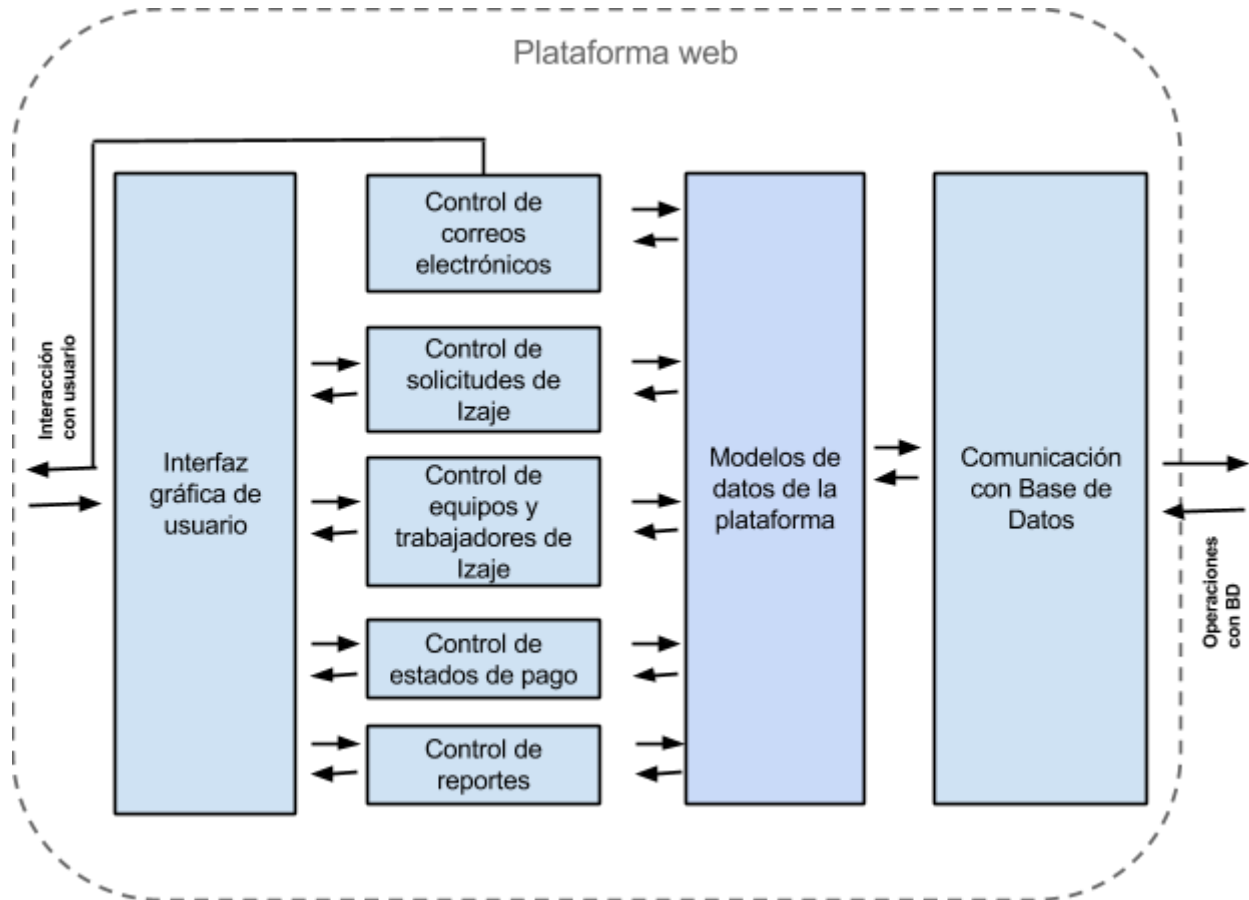 Plataforma web
Interacción
con usuario
Interfaz
gráfica de
usuario
Control de
correos
electrónicos
Control de
solicitudes de
Izaje
Control de
equipos y
trabajadores de
Izaje
Control de
estados de pago
Control de
reportes
Modelos de
datos de la
plataforma
Comunicación
con Base de
Datos
Operaciones
con BD